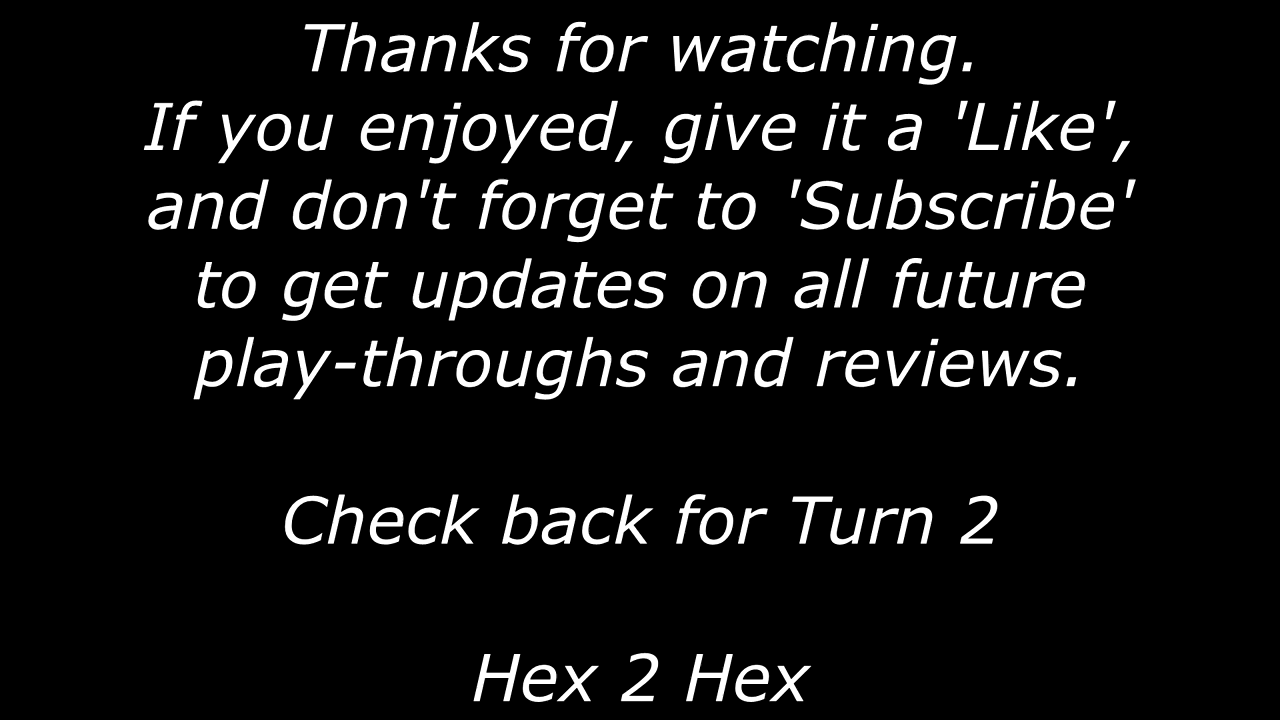 Thanks for watching.
If you enjoyed, give it a 'Like',
and don't forget to 'Subscribe'
to get updates on all future
play-throughs and reviews.
Check back for Turn 2
Hex 2 Hex